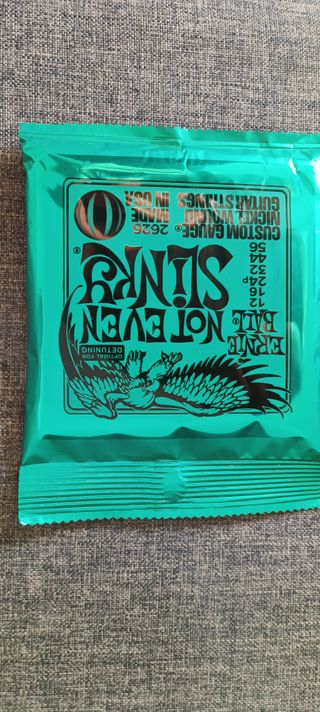 OPTIMAL FOR
DETUNING
ERNIE
BALL
NOT EVEN
SLINKY®
12
16
24p
32
44
56
CUSTOM GAUGE®
NICKEL WOUND
GUITAR STRINGS
2626
MADE
IN USA